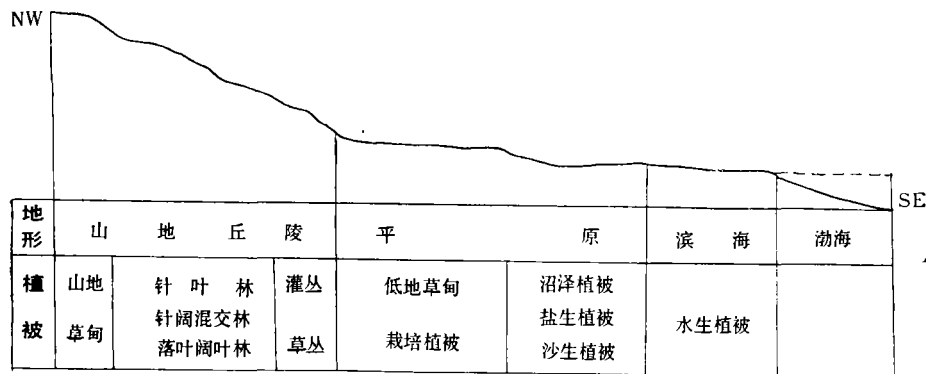 NW
SE
地形 山地丘陵 平原 滨海 渤海
植被 山地草甸 针叶林 灌丛 低地草甸 沼泽植被
针阔混交林 盐生植被 水生植被
落叶阔叶林 草丛 栽培植被 沙生植被